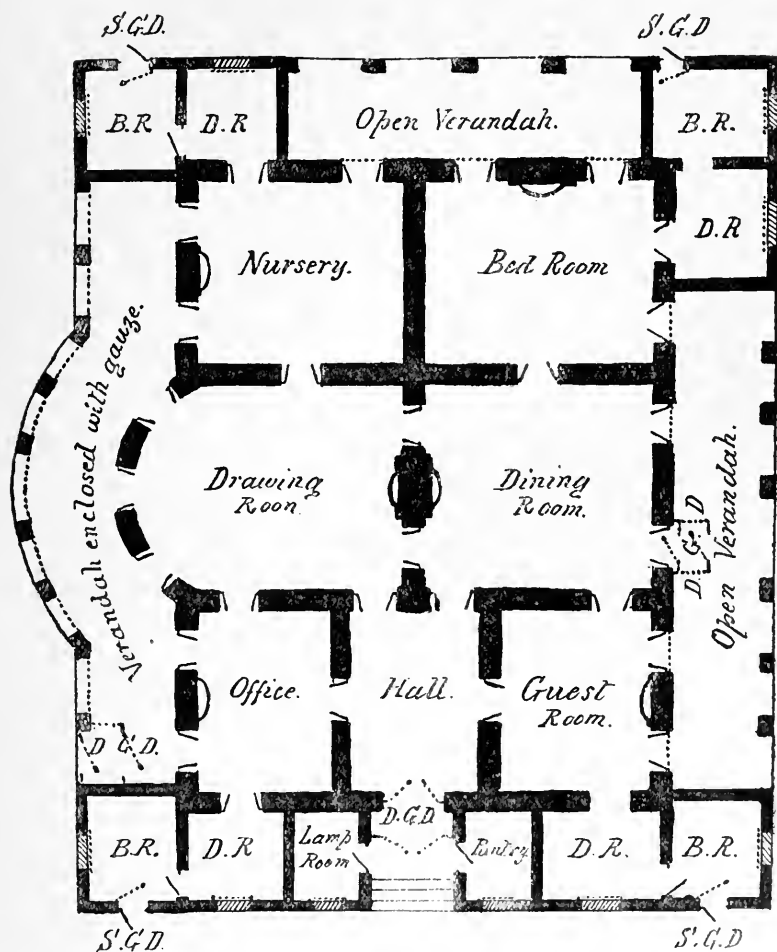 S.G.D.
S.G.D
B.R
D.R
Open Verandah.
B.R.
D.R
Nursery.
Bed Room
Verandah enclosed with gauze.
Drawing
Room.
Dining
Room.
D
G.
D.
Open Verandah.
Office.
Hall.
Guest
Room.
D G D.
D.G.D.
B.R.
D.R
Lamp
Room
Pantry
D.R.
B.R.
S.G.D.
S.G.D